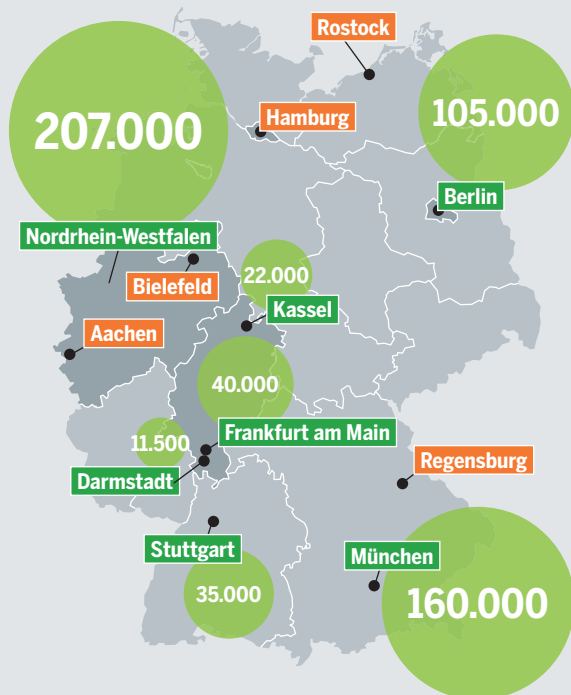 Rostock
207.000
105.000
Hamburg
Berlin
Nordrhein-Westfalen
Bielefeld
22.000
Kassel
Aachen
40.000
11.500
Frankfurt am Main
Regensburg
Darmstadt
Stuttgart
München
35.000
160.000